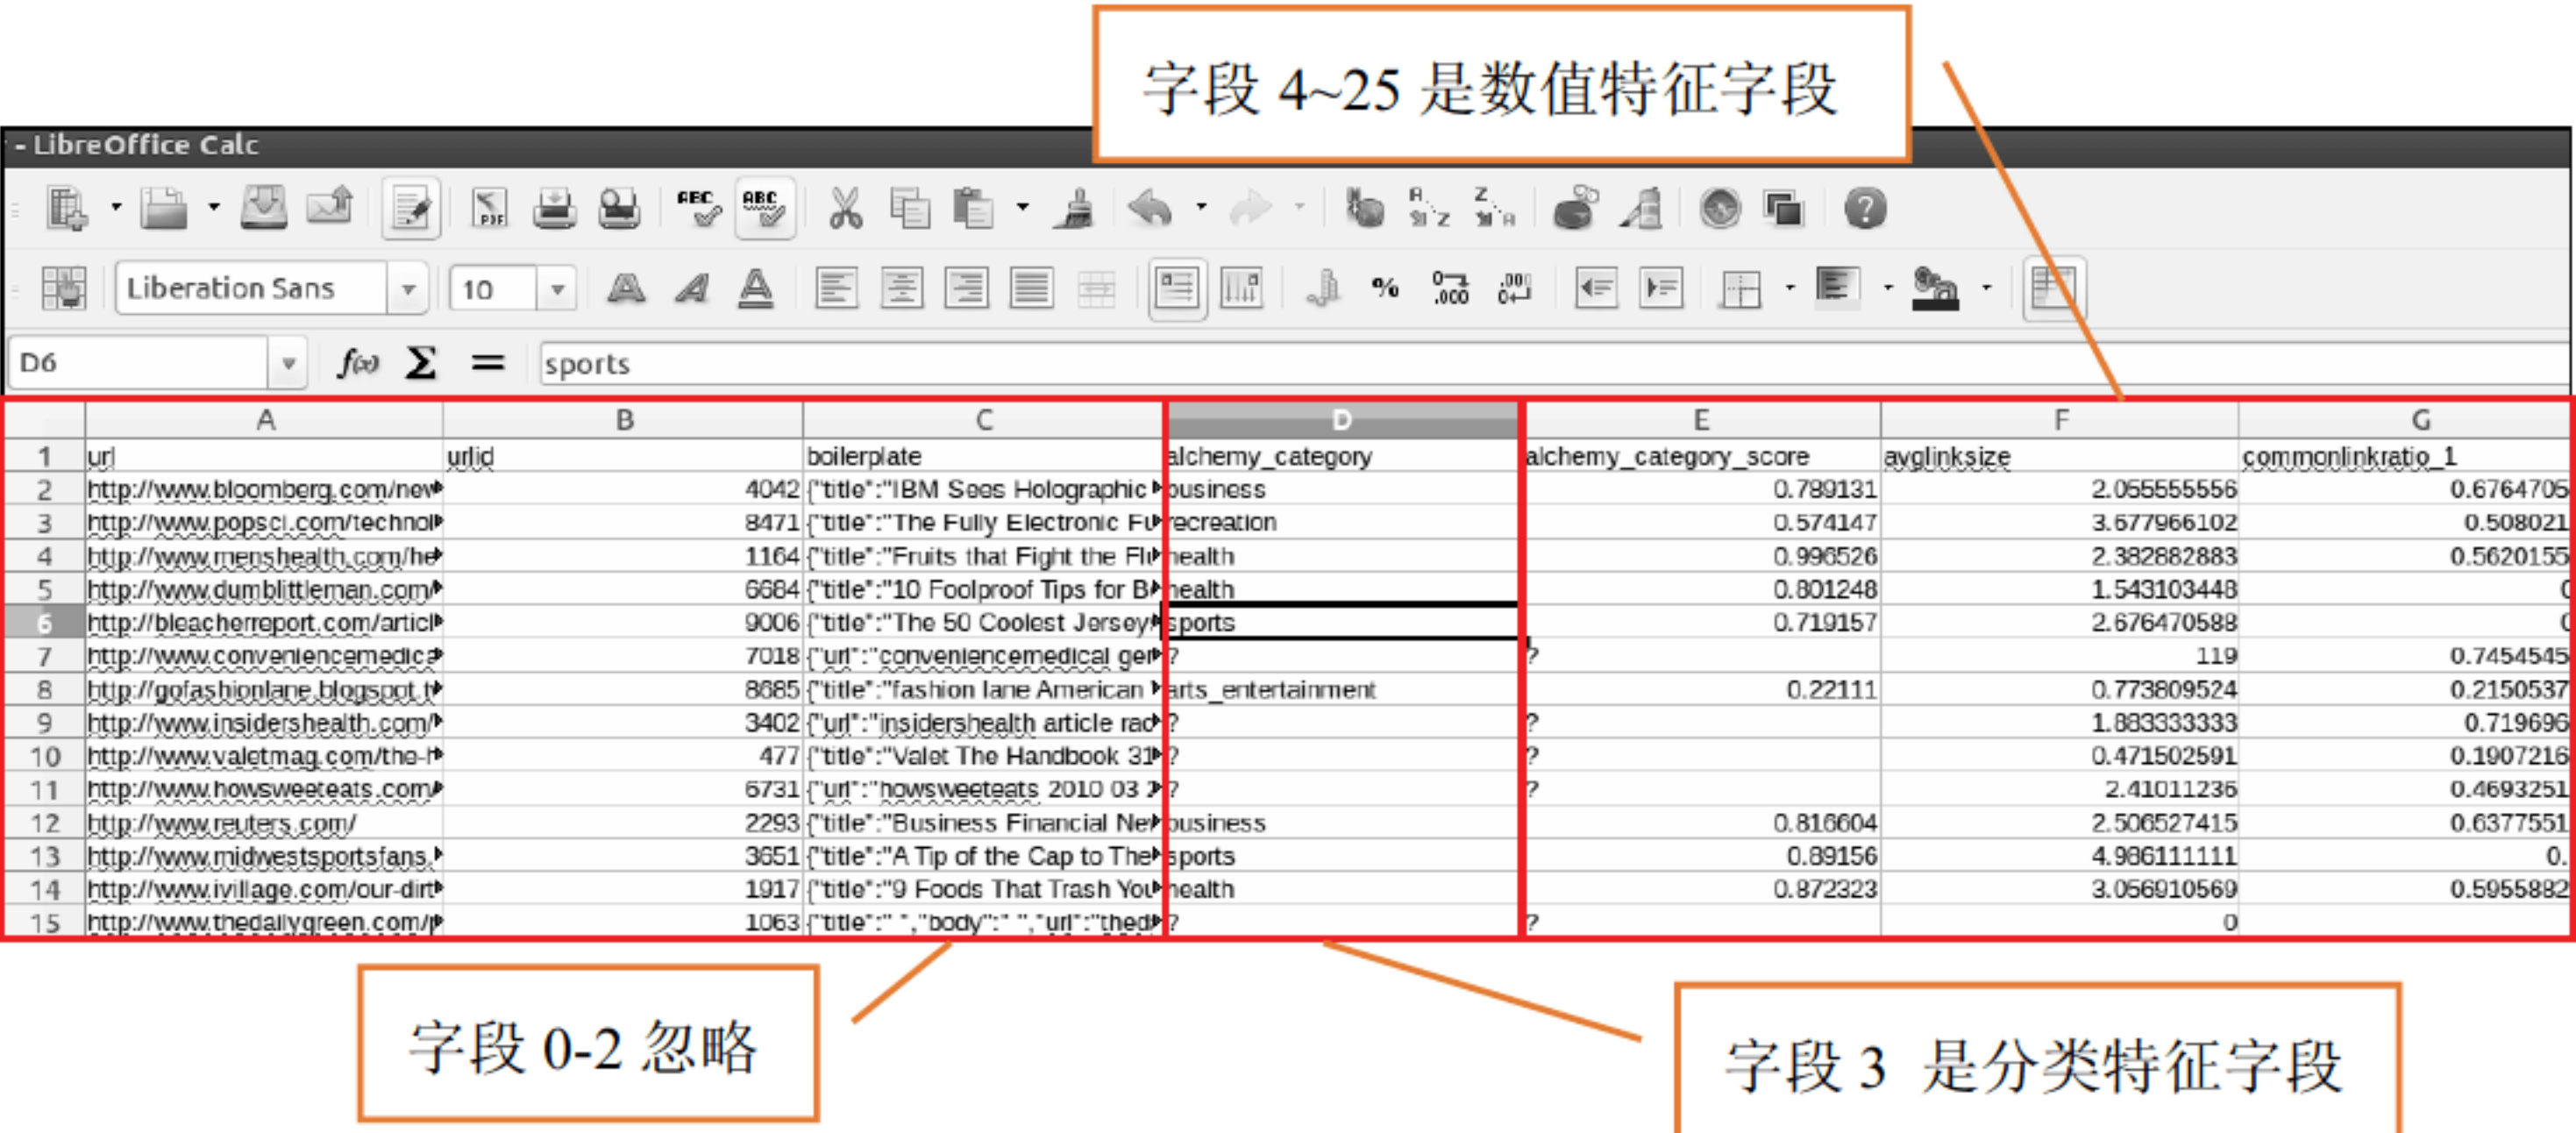 字段 4~25 是数值特征字段
- LibreOffice Calc
ABC ABC
Liberation Sans 10 % 0 .000 .000 0
D6 f(x) Σ = sports
A B C D E F G
1 url urlid boilerplate alchemy_category alchemy_category_score avglinksize commonlinkratio_1
2 http://www.bloomberg.com/new 4042 {"title":"IBM Sees Holographic business 0.789131 2.055555556 0.6764705
3 http://www.popsci.com/technol 8471 {"title":"The Fully Electronic Fu recreation 0.574147 3.677966102 0.508021
4 http://www.menshealth.com/he 1164 {"title":"Fruits that Fight the Flu health 0.996526 2.382882883 0.5620155
5 http://www.dumblittleman.com/ 6684 {"title":"10 Foolproof Tips for B health 0.801248 1.543103448 0
6 http://bleacherreport.com/articl 9006 {"title":"The 50 Coolest Jersey sports 0.719157 2.676470588 0
7 http://www.conveniencemedica 7018 {"url":"conveniencemedical ger ? ? 119 0.7454545
8 http://gofashionlane.blogspot.t 8685 {"title":"fashion lane American arts_entertainment 0.22111 0.773809524 0.2150537
9 http://www.insidershealth.com/ 3402 {"url":"insidershealth article rac ? ? 1.883333333 0.719696
10 http://www.valetmag.com/the-h 477 {"title":"Valet The Handbook 31 ? ? 0.471502591 0.1907216
11 http://www.howsweeteats.com/ 6731 {"url":"howsweeteats 2010 03 2 ? ? 2.41011236 0.4693251
12 http://www.reuters.com/ 2293 {"title":"Business Financial Ne business 0.816604 2.506527415 0.6377551
13 http://www.midwestsportsfans. 3651 {"title":"A Tip of the Cap to The sports 0.89156 4.986111111 0.
14 http://www.ivillage.com/our-dirt 1917 {"title":"9 Foods That Trash You health 0.872323 3.056910569 0.5955882
15 http://www.thedailygreen.com/p 1063 {"title":" ","body":" ","url":"thed ? ? 0
字段 0-2 忽略
字段 3 是分类特征字段